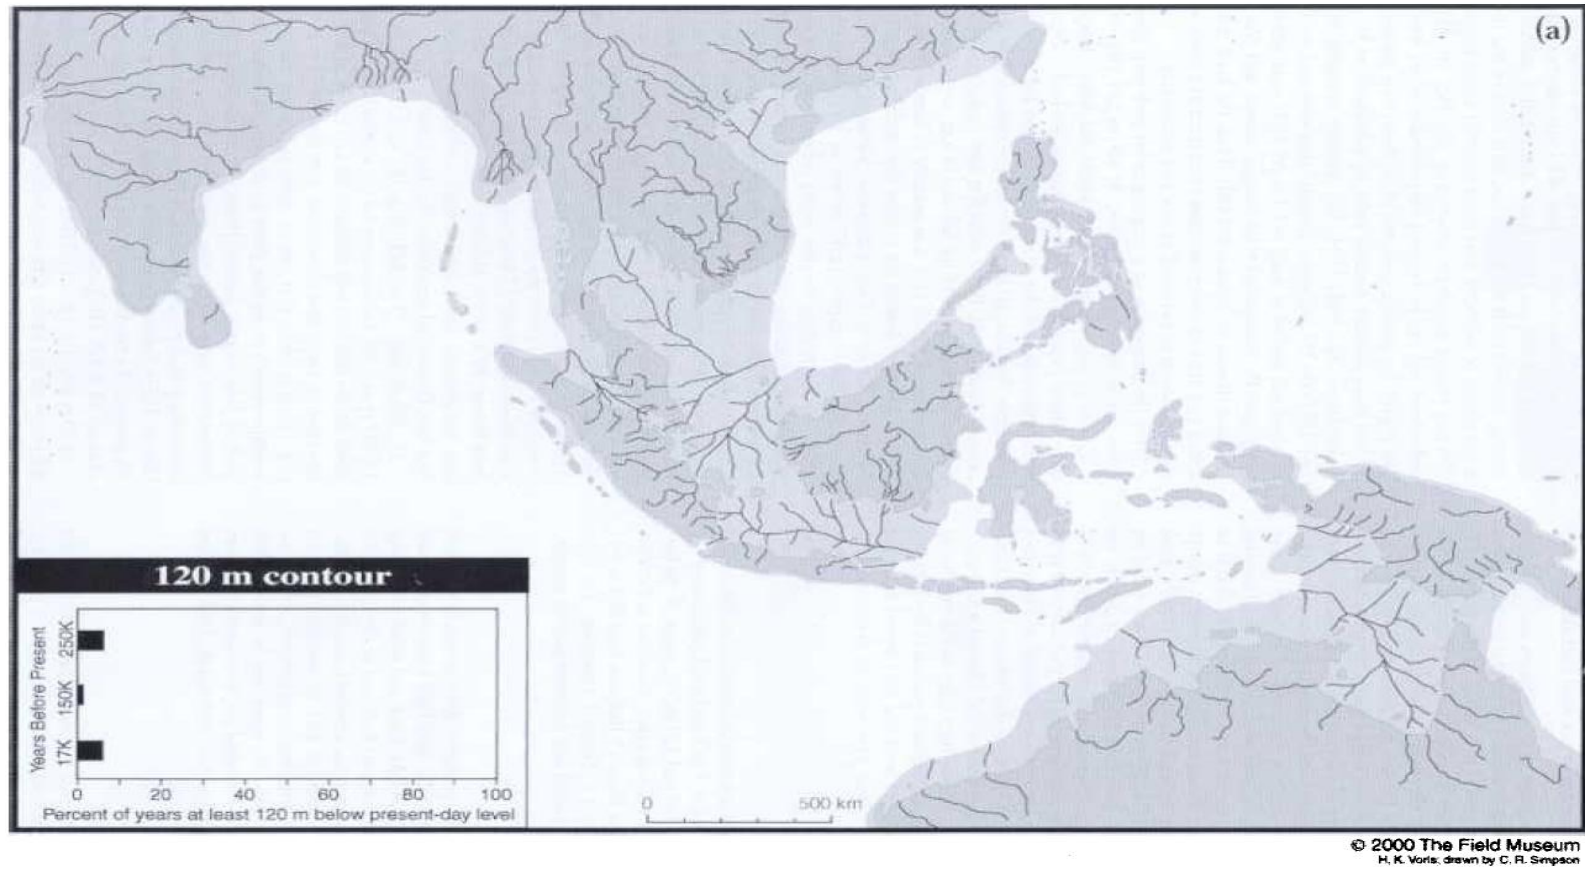 (a)
120 m contour
Years Before Present
250K
150K
17K
0 20 40 60 80 100
Percent of years at least 120 m below present-day level
0 500 km
© 2000 The Field Museum
H. K. Voris; drawn by C. R. Simpson